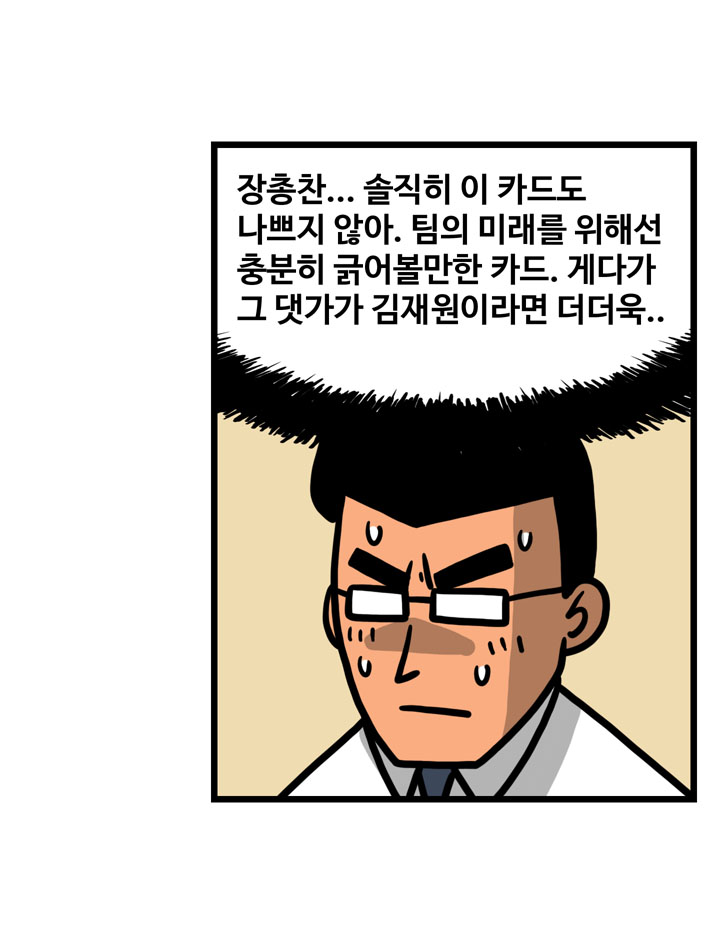 장총찬... 솔직히 이 카드도
나쁘지 않아. 팀의 미래를 위해선
충분히 긁어볼만한 카드. 게다가
그 댓가가 김재원이라면 더더욱..